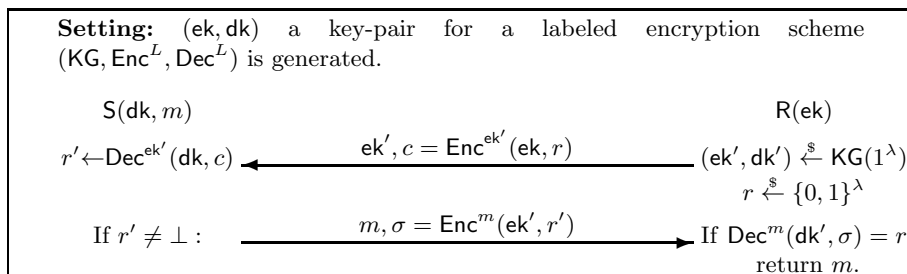 Setting: (ek, dk) a key-pair for a labeled encryption scheme
(KG, Enc^L, Dec^L) is generated.
S(dk, m) R(ek)
r′←Dec^{ek′}(dk, c) ek′, c = Enc^{ek′}(ek, r) (ek′, dk′) ←$ KG(1^λ)
r ←$ {0, 1}^λ
If r′ ≠ ⊥ : m, σ = Enc^m(ek′, r′) If Dec^m(dk′, σ) = r
return m.